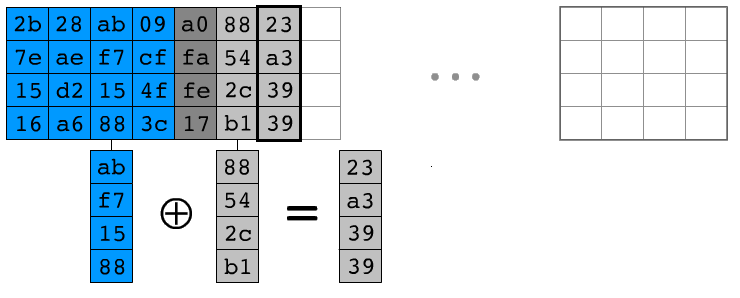 2b 28 ab 09 a0 88 23
7e ae f7 cf fa 54 a3
15 d2 15 4f fe 2c 39
16 a6 88 3c 17 b1 39
...
ab 88 23
f7 54 a3
⊕ =
15 2c 39
88 b1 39